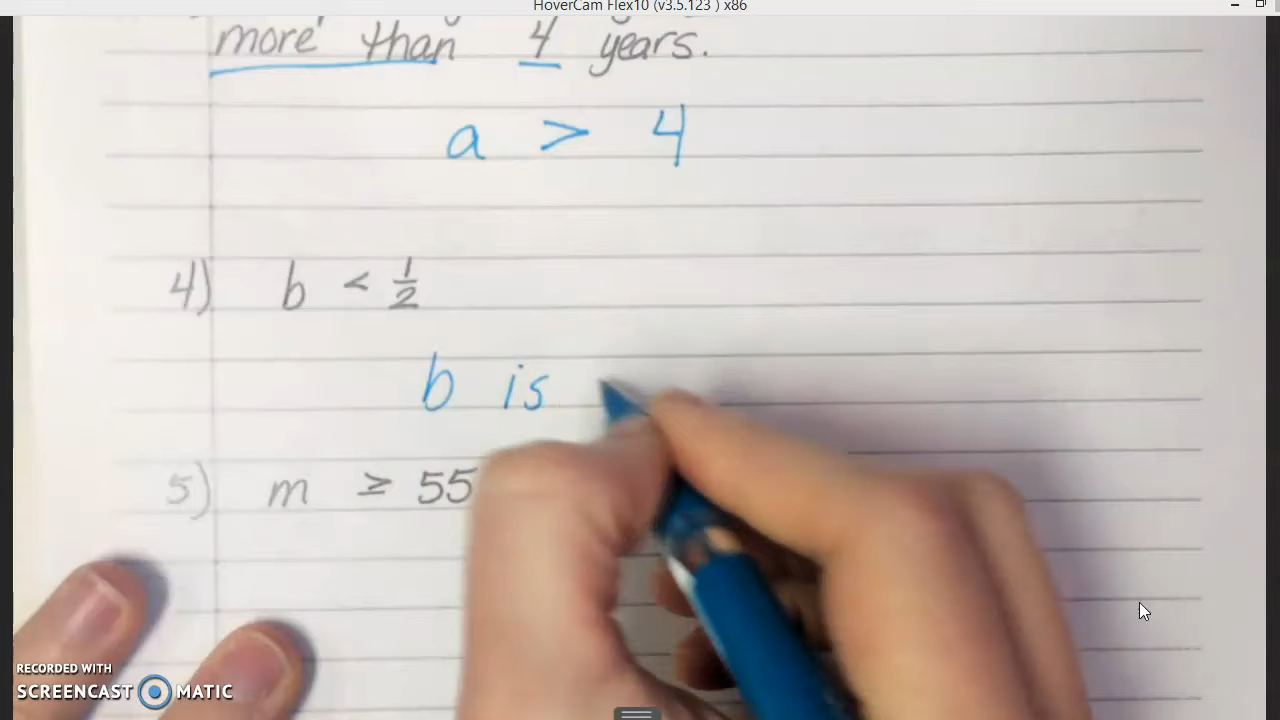 HoverCam Flex10 (v3.5.123 ) x86
more than 4 years.
a > 4
4) b < 1/2
b is
5) m ≥ 55
RECORDED WITH
SCREENCAST MATIC